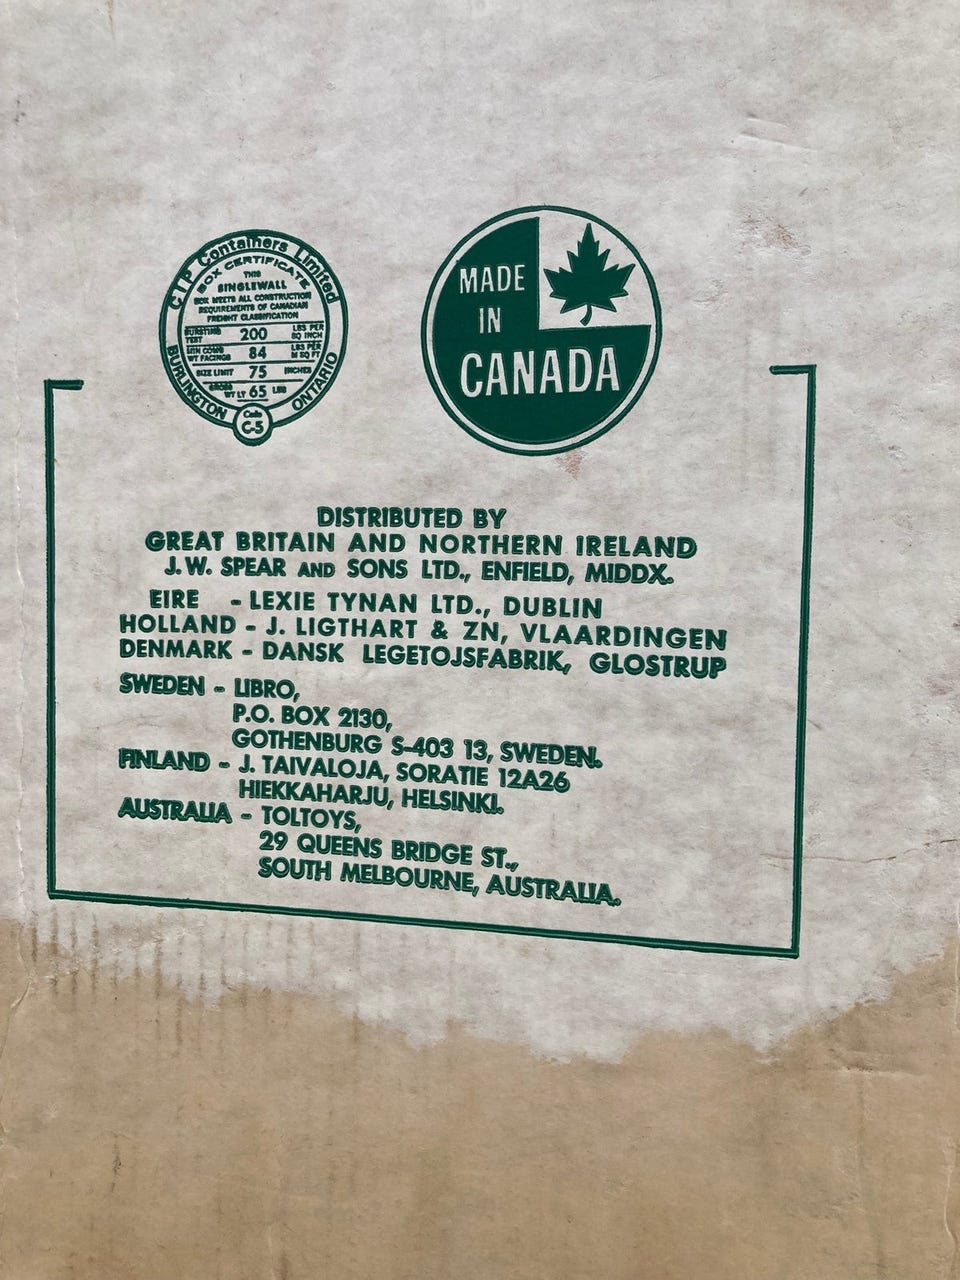 CIP Containers Limited
BOX CERTIFICATE
THIS
SINGLEWALL
BOX MEETS ALL CONSTRUCTION
REQUIREMENTS OF CANADIAN
FREIGHT CLASSIFICATION
BURSTING TEST 200 LBS PER SQ INCH
MIN COMB WT FACINGS 84 LBS PER M SQ FT
SIZE LIMIT 75 INCHES
GROSS WT LT 65 LBS
BURLINGTON ONTARIO
Code
C-5
MADE
IN
CANADA
DISTRIBUTED BY
GREAT BRITAIN AND NORTHERN IRELAND
J.W. SPEAR AND SONS LTD., ENFIELD, MIDDX.
EIRE - LEXIE TYNAN LTD., DUBLIN
HOLLAND - J. LIGTHART & ZN, VLAARDINGEN
DENMARK - DANSK LEGETOJSFABRIK, GLOSTRUP
SWEDEN - LIBRO,
P.O. BOX 2130,
GOTHENBURG S-403 13, SWEDEN.
FINLAND - J. TAIVALOJA, SORATIE 12A26
HIEKKAHARJU, HELSINKI.
AUSTRALIA - TOLTOYS,
29 QUEENS BRIDGE ST.,
SOUTH MELBOURNE, AUSTRALIA.